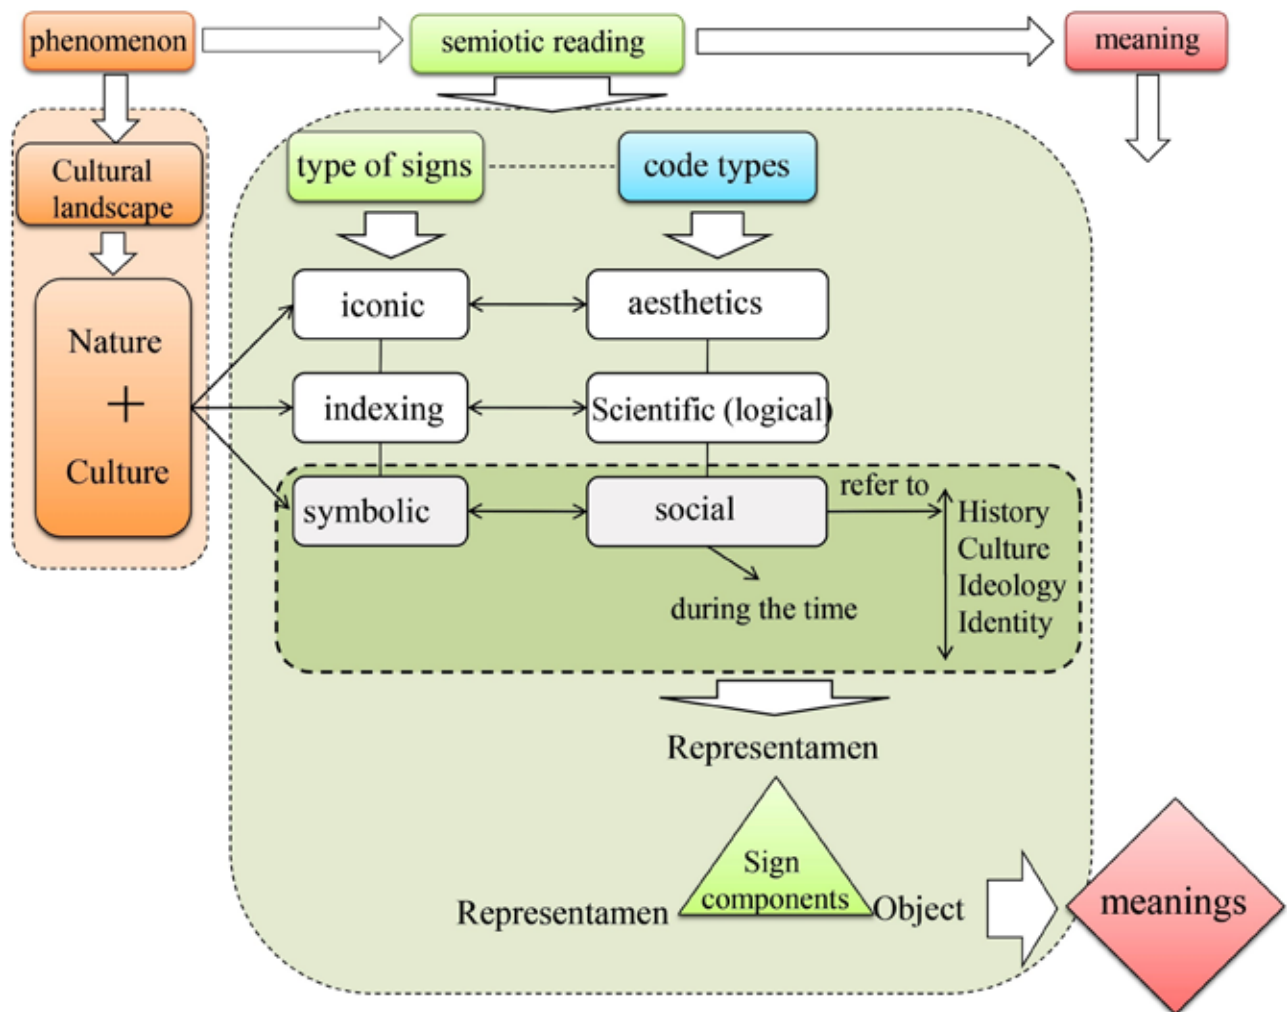 phenomenon
semiotic reading
meaning
Cultural
landscape
type of signs
code types
Nature
+
Culture
iconic
aesthetics
indexing
Scientific (logical)
symbolic
social
refer to
History
Culture
Ideology
Identity
during the time
Representamen
Sign
components
Representamen
Object
meanings